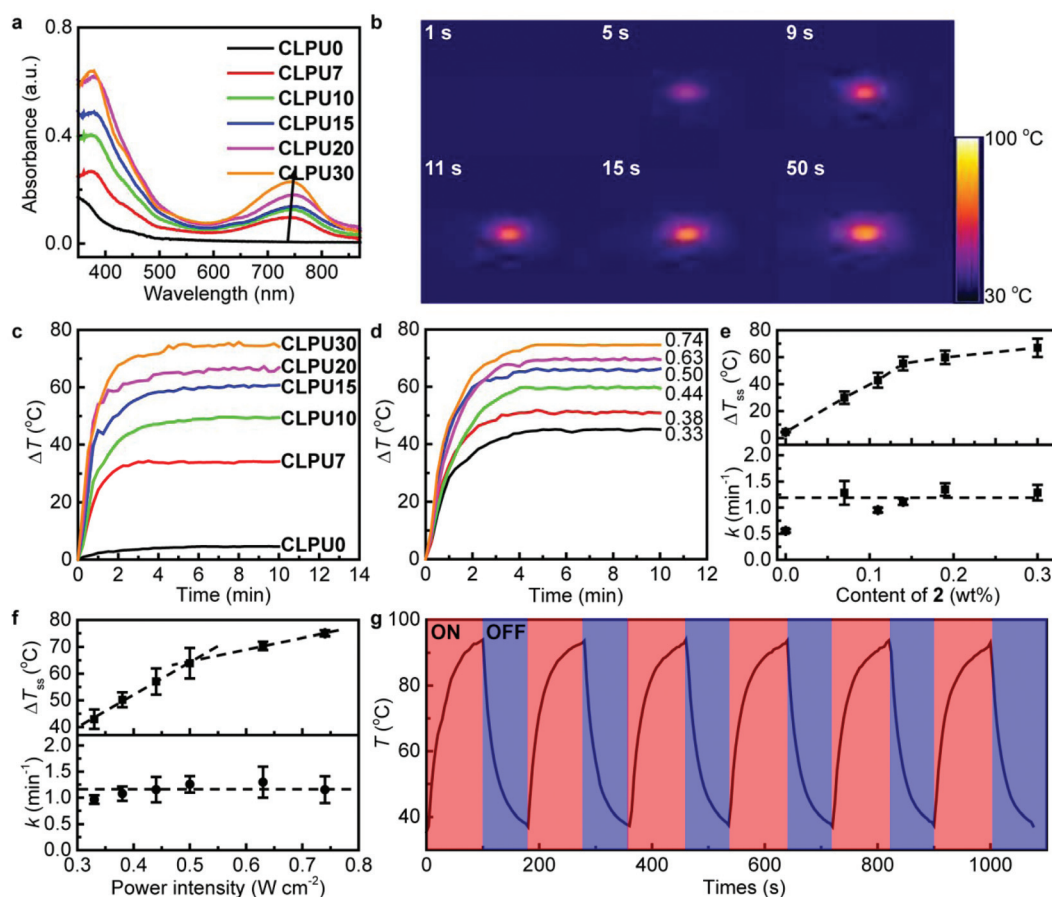 a
0.8
0.4
0.0
Absorbance (a.u.)
CLPU0
CLPU7
CLPU10
CLPU15
CLPU20
CLPU30
400 500 600 700 800
Wavelength (nm)
b
1 s 5 s 9 s
11 s 15 s 50 s
100 °C
30 °C
c
80
60
40
20
0
ΔT (°C)
CLPU30
CLPU20
CLPU15
CLPU10
CLPU7
CLPU0
0 2 4 6 8 10 12 14
Time (min)
d
80
60
40
20
0
ΔT (°C)
0.74
0.63
0.50
0.44
0.38
0.33
0 2 4 6 8 10 12
Time (min)
e
80
60
40
20
0
ΔTss (°C)
2.0
1.5
1.0
0.5
0.0
k (min⁻¹)
0.0 0.1 0.2 0.3
Content of 2 (wt%)
f
80
70
60
50
40
ΔTss (°C)
2.0
1.5
1.0
0.5
0.0
k (min⁻¹)
0.3 0.4 0.5 0.6 0.7 0.8
Power intensity (W cm⁻²)
g
ON OFF
100
80
60
40
T (°C)
0 200 400 600 800 1000
Times (s)